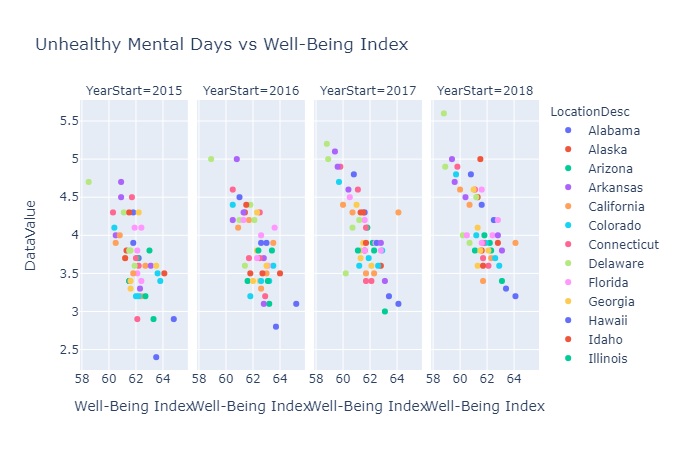 Unhealthy Mental Days vs Well-Being Index
YearStart=2015 YearStart=2016 YearStart=2017 YearStart=2018
LocationDesc
Alabama
Alaska
Arizona
Arkansas
California
Colorado
Connecticut
Delaware
Florida
Georgia
Hawaii
Idaho
Illinois
DataValue
5.5
5
4.5
4
3.5
3
2.5
58 60 62 64 58 60 62 64 58 60 62 64 58 60 62 64
Well-Being Index Well-Being Index Well-Being Index Well-Being Index